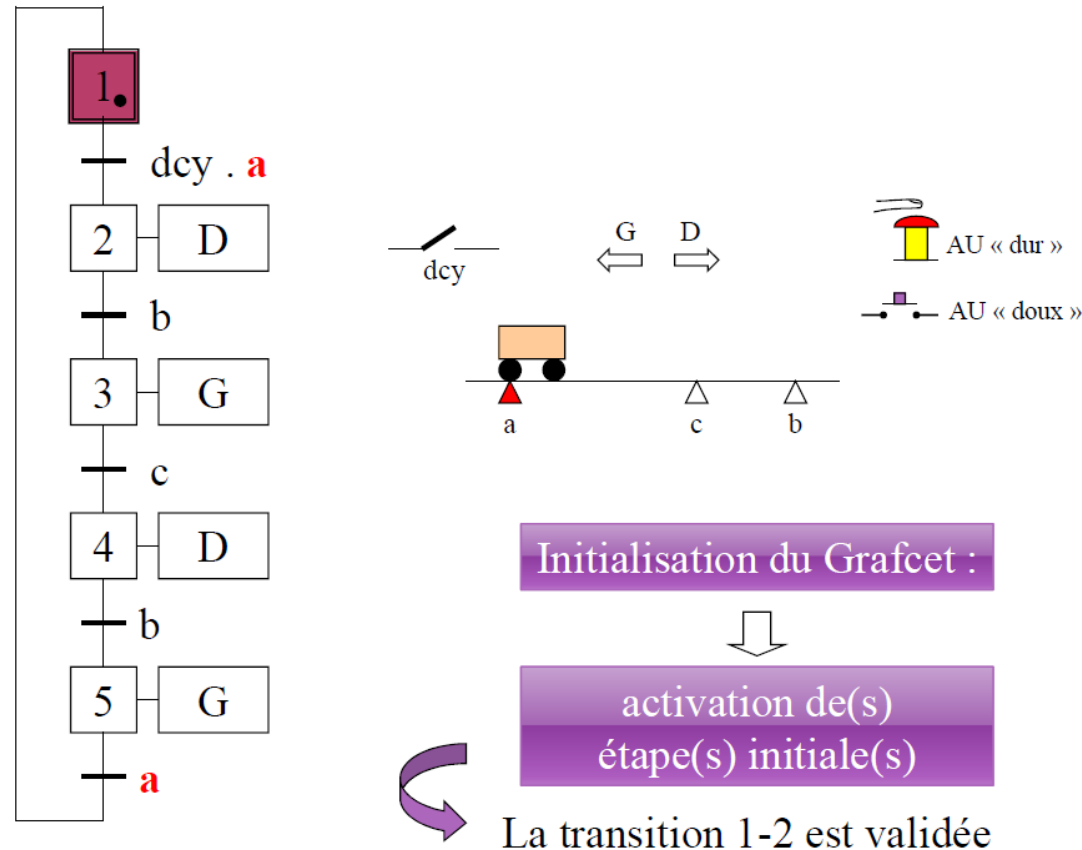 1
dcy . a
2 D
b
3 G
c
4 D
b
5 G
a
dcy
G D
AU « dur »
AU « doux »
a c b
Initialisation du Grafcet :
activation de(s)
étape(s) initiale(s)
La transition 1-2 est validée